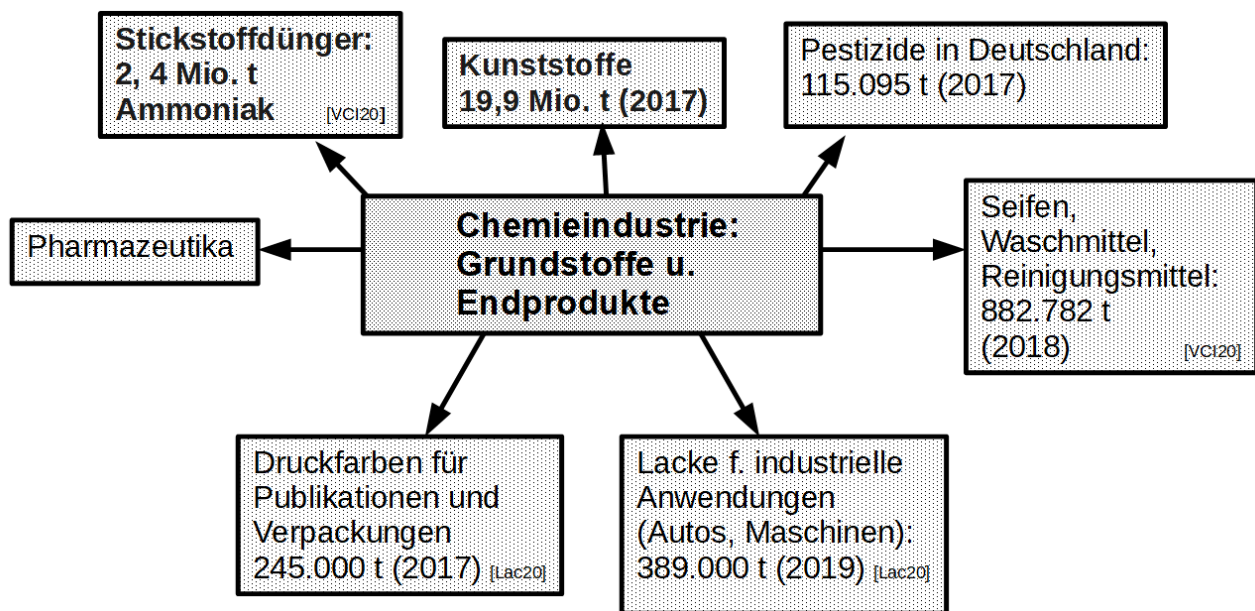 Stickstoffdünger:
2, 4 Mio. t
Ammoniak [VCI20]
Kunststoffe
19,9 Mio. t (2017)
Pestizide in Deutschland:
115.095 t (2017)
Pharmazeutika
Chemieindustrie:
Grundstoffe u.
Endprodukte
Seifen,
Waschmittel,
Reinigungsmittel:
882.782 t
(2018) [VCI20]
Druckfarben für
Publikationen und
Verpackungen
245.000 t (2017) [Lac20]
Lacke f. industrielle
Anwendungen
(Autos, Maschinen):
389.000 t (2019) [Lac20]